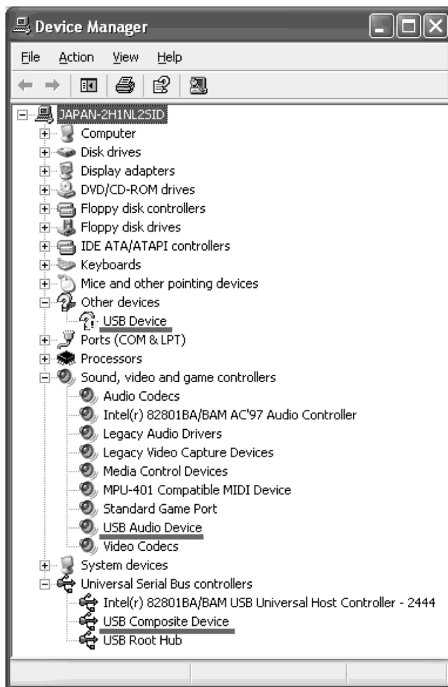 Device Manager
File Action View Help
JAPAN-2H1NL2SID
Computer
Disk drives
Display adapters
DVD/CD-ROM drives
Floppy disk controllers
Floppy disk drives
IDE ATA/ATAPI controllers
Keyboards
Mice and other pointing devices
Other devices
USB Device
Ports (COM & LPT)
Processors
Sound, video and game controllers
Audio Codecs
Intel(r) 82801BA/BAM AC'97 Audio Controller
Legacy Audio Drivers
Legacy Video Capture Devices
Media Control Devices
MPU-401 Compatible MIDI Device
Standard Game Port
USB Audio Device
Video Codecs
System devices
Universal Serial Bus controllers
Intel(r) 82801BA/BAM USB Universal Host Controller - 2444
USB Composite Device
USB Root Hub